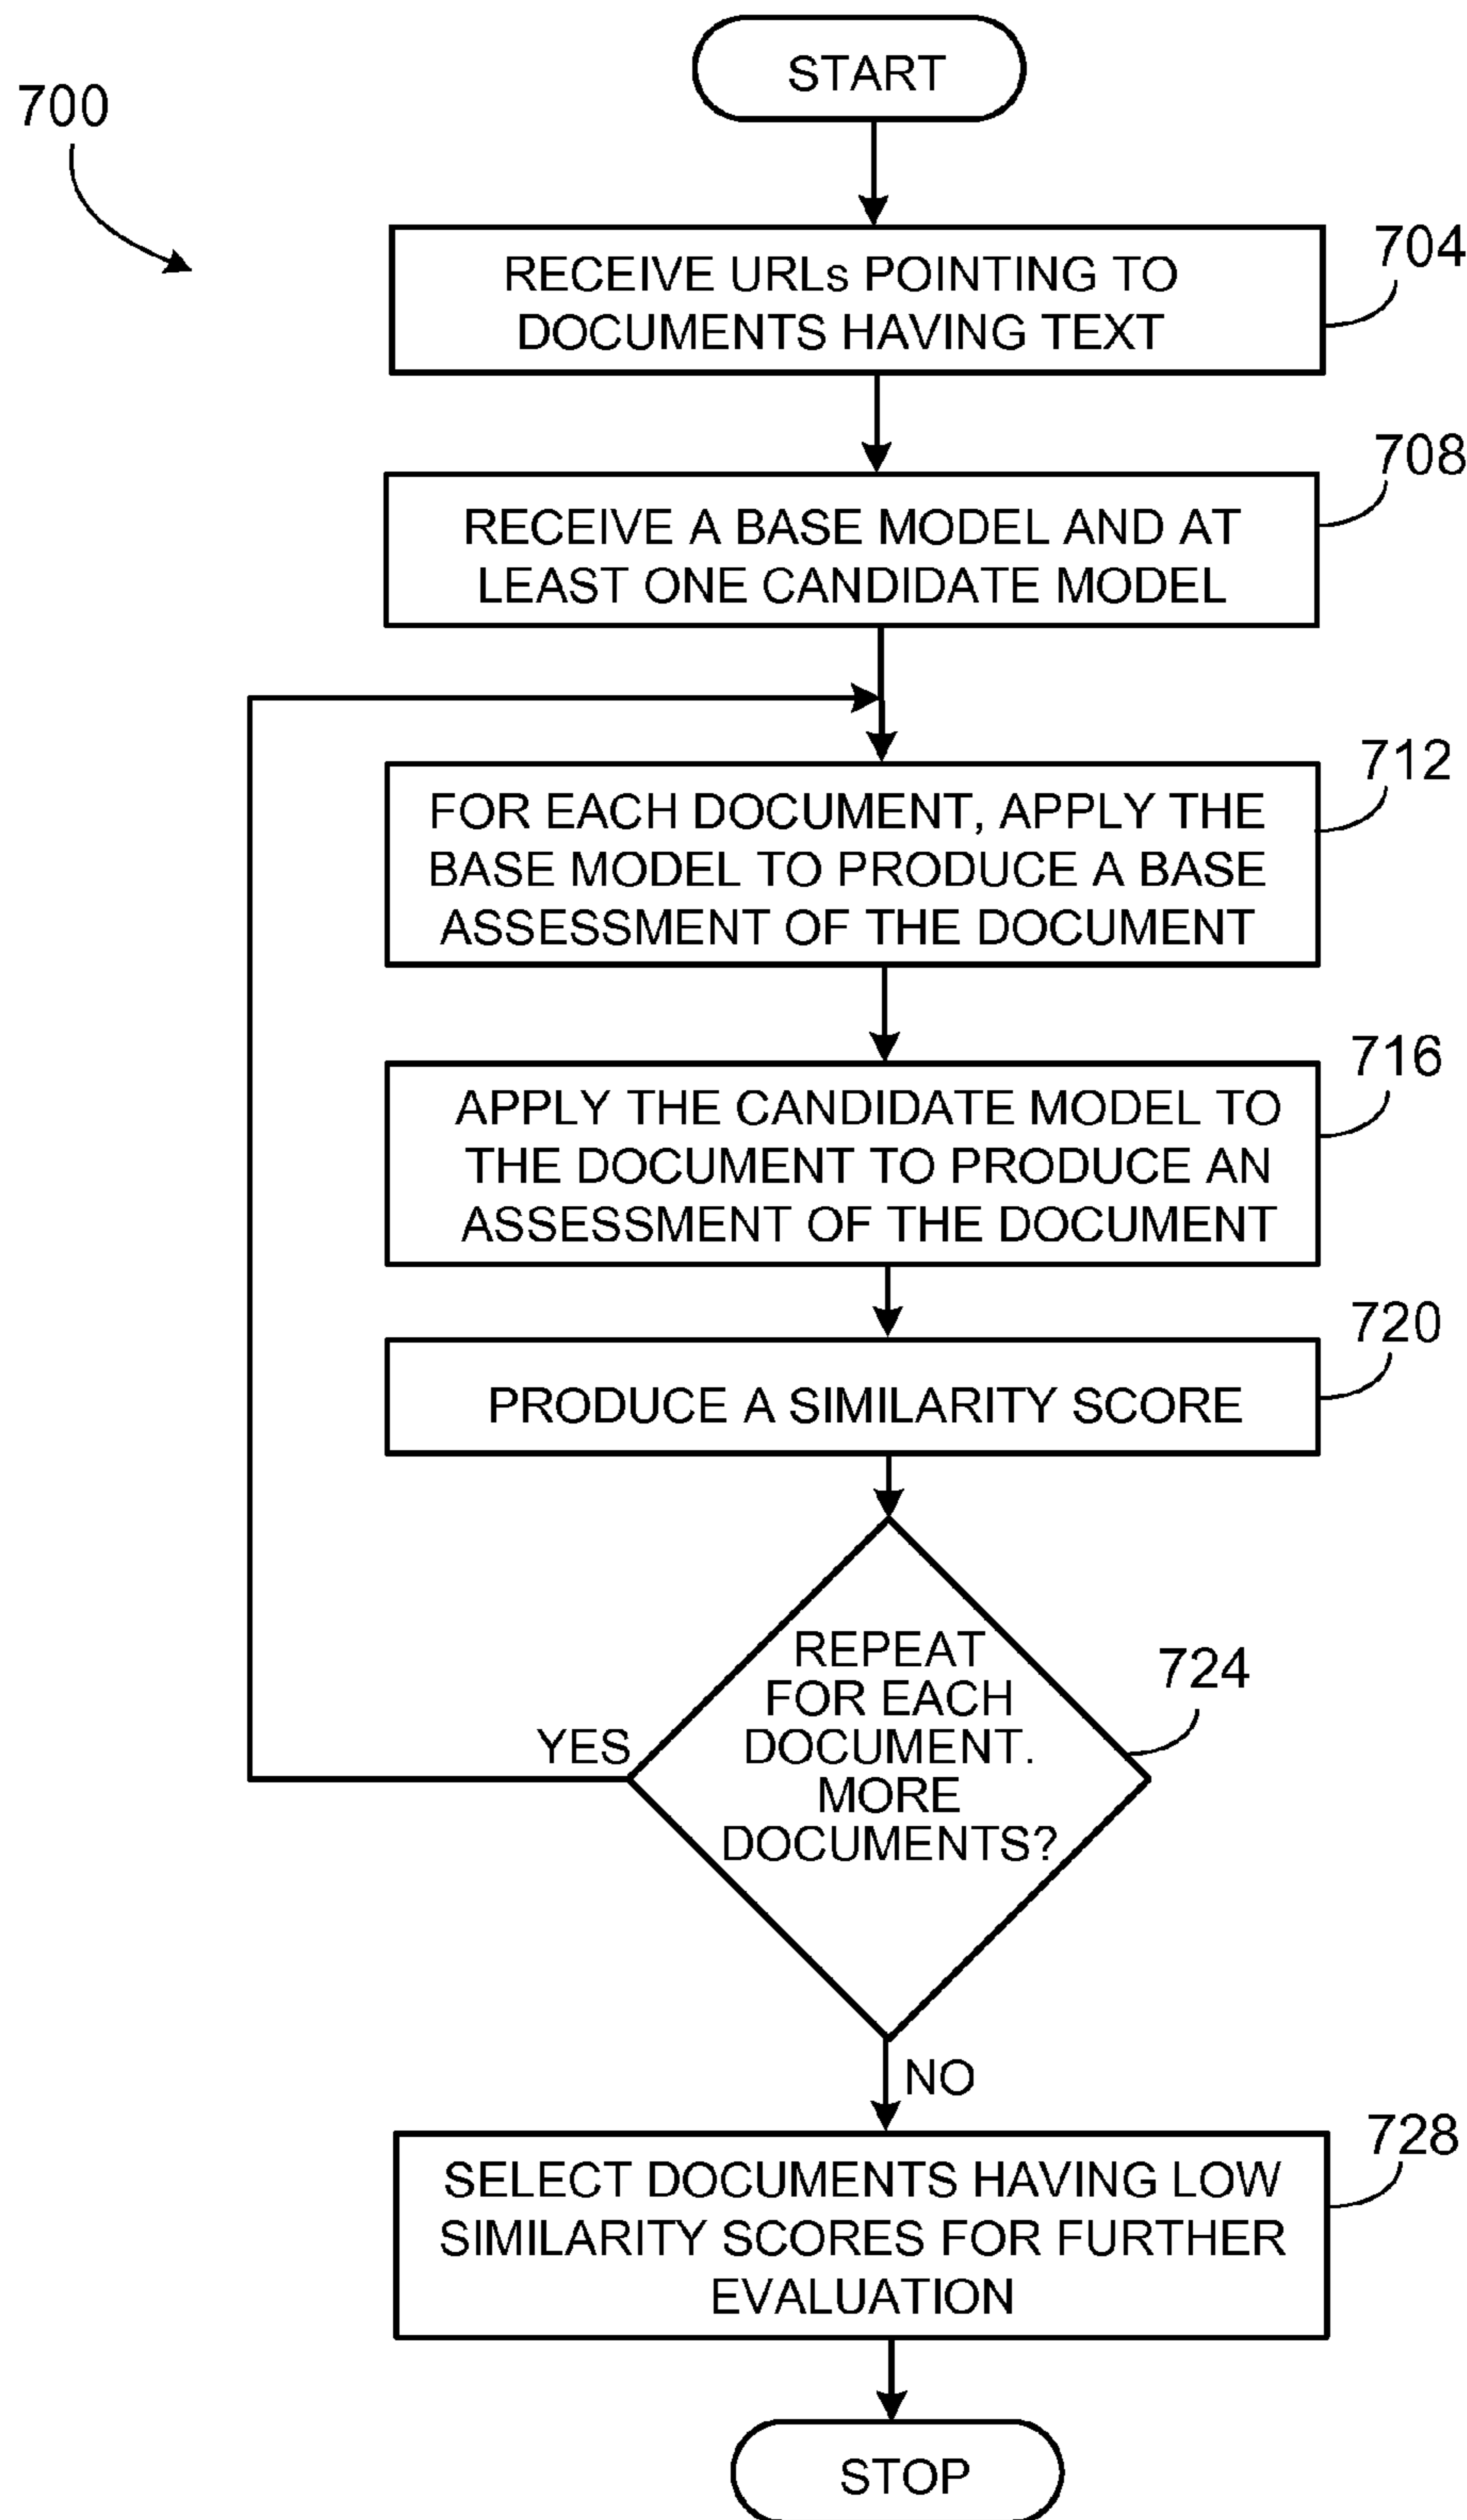 START
700
RECEIVE URLs POINTING TO
DOCUMENTS HAVING TEXT
704
RECEIVE A BASE MODEL AND AT
LEAST ONE CANDIDATE MODEL
708
FOR EACH DOCUMENT, APPLY THE
BASE MODEL TO PRODUCE A BASE
ASSESSMENT OF THE DOCUMENT
712
APPLY THE CANDIDATE MODEL TO
THE DOCUMENT TO PRODUCE AN
ASSESSMENT OF THE DOCUMENT
716
PRODUCE A SIMILARITY SCORE
720
REPEAT
FOR EACH
DOCUMENT.
MORE
DOCUMENTS?
724
YES
NO
SELECT DOCUMENTS HAVING LOW
SIMILARITY SCORES FOR FURTHER
EVALUATION
728
STOP